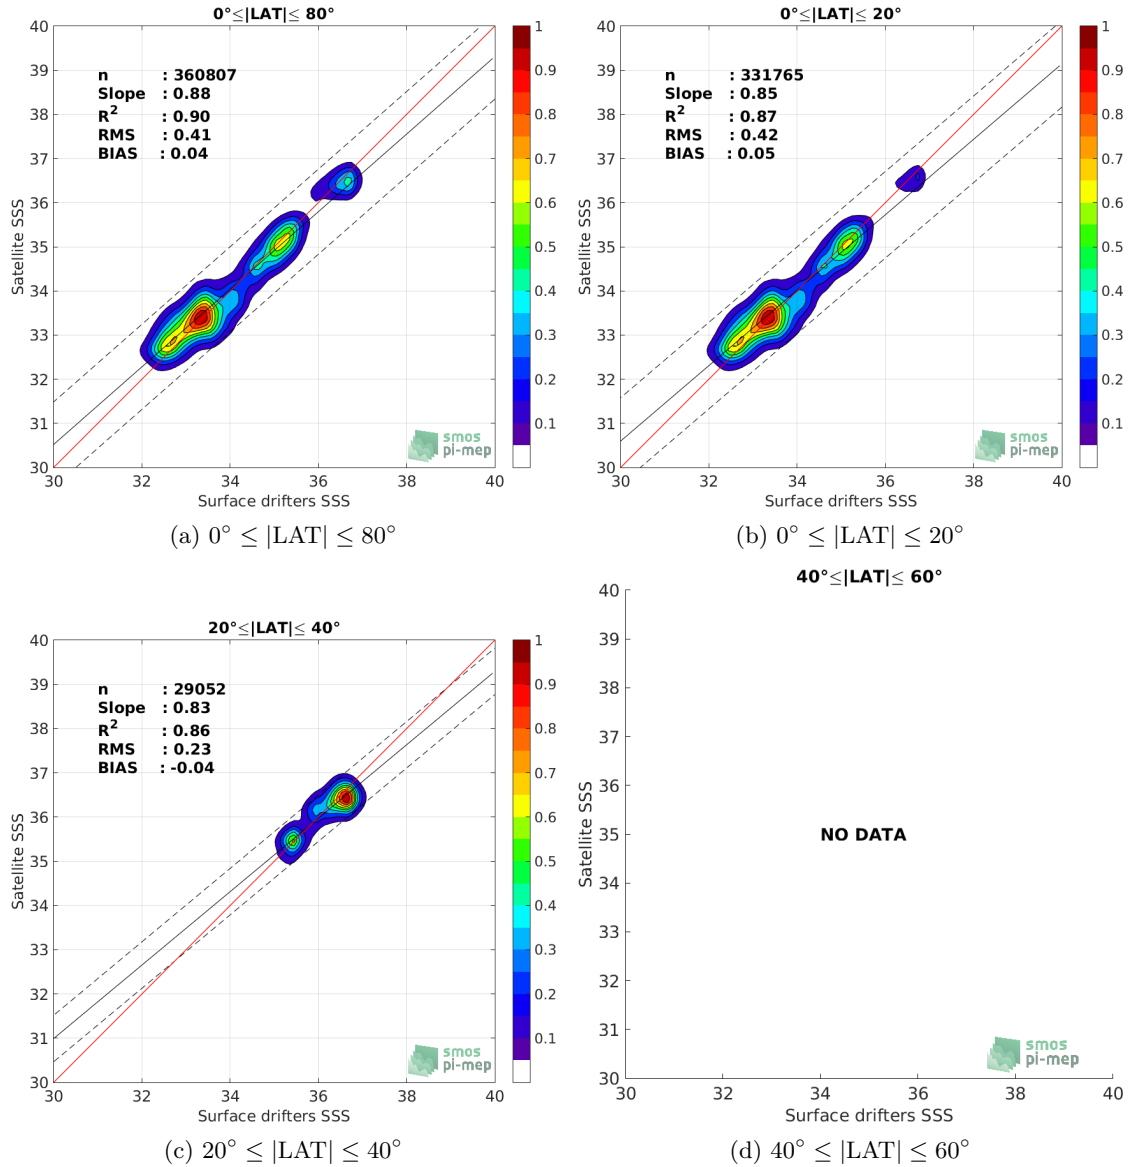 0°≤|LAT|≤ 80°
40
39
38
37
36
35
34
33
32
31
30
30 32 34 36 38 40
Satellite SSS
Surface drifters SSS
n : 360807
Slope : 0.88
R² : 0.90
RMS : 0.41
BIAS : 0.04
1
0.9
0.8
0.7
0.6
0.5
0.4
0.3
0.2
0.1
smos
pi-mep
(a) 0° ≤ |LAT| ≤ 80°
0°≤|LAT|≤ 20°
40
39
38
37
36
35
34
33
32
31
30
30 32 34 36 38 40
Satellite SSS
Surface drifters SSS
n : 331765
Slope : 0.85
R² : 0.87
RMS : 0.42
BIAS : 0.05
1
0.9
0.8
0.7
0.6
0.5
0.4
0.3
0.2
0.1
smos
pi-mep
(b) 0° ≤ |LAT| ≤ 20°
20°≤|LAT|≤ 40°
40
39
38
37
36
35
34
33
32
31
30
30 32 34 36 38 40
Satellite SSS
Surface drifters SSS
n : 29052
Slope : 0.83
R² : 0.86
RMS : 0.23
BIAS : -0.04
1
0.9
0.8
0.7
0.6
0.5
0.4
0.3
0.2
0.1
smos
pi-mep
(c) 20° ≤ |LAT| ≤ 40°
40°≤|LAT|≤ 60°
40
39
38
37
36
35
34
33
32
31
30
30 32 34 36 38 40
Satellite SSS
Surface drifters SSS
NO DATA
smos
pi-mep
(d) 40° ≤ |LAT| ≤ 60°